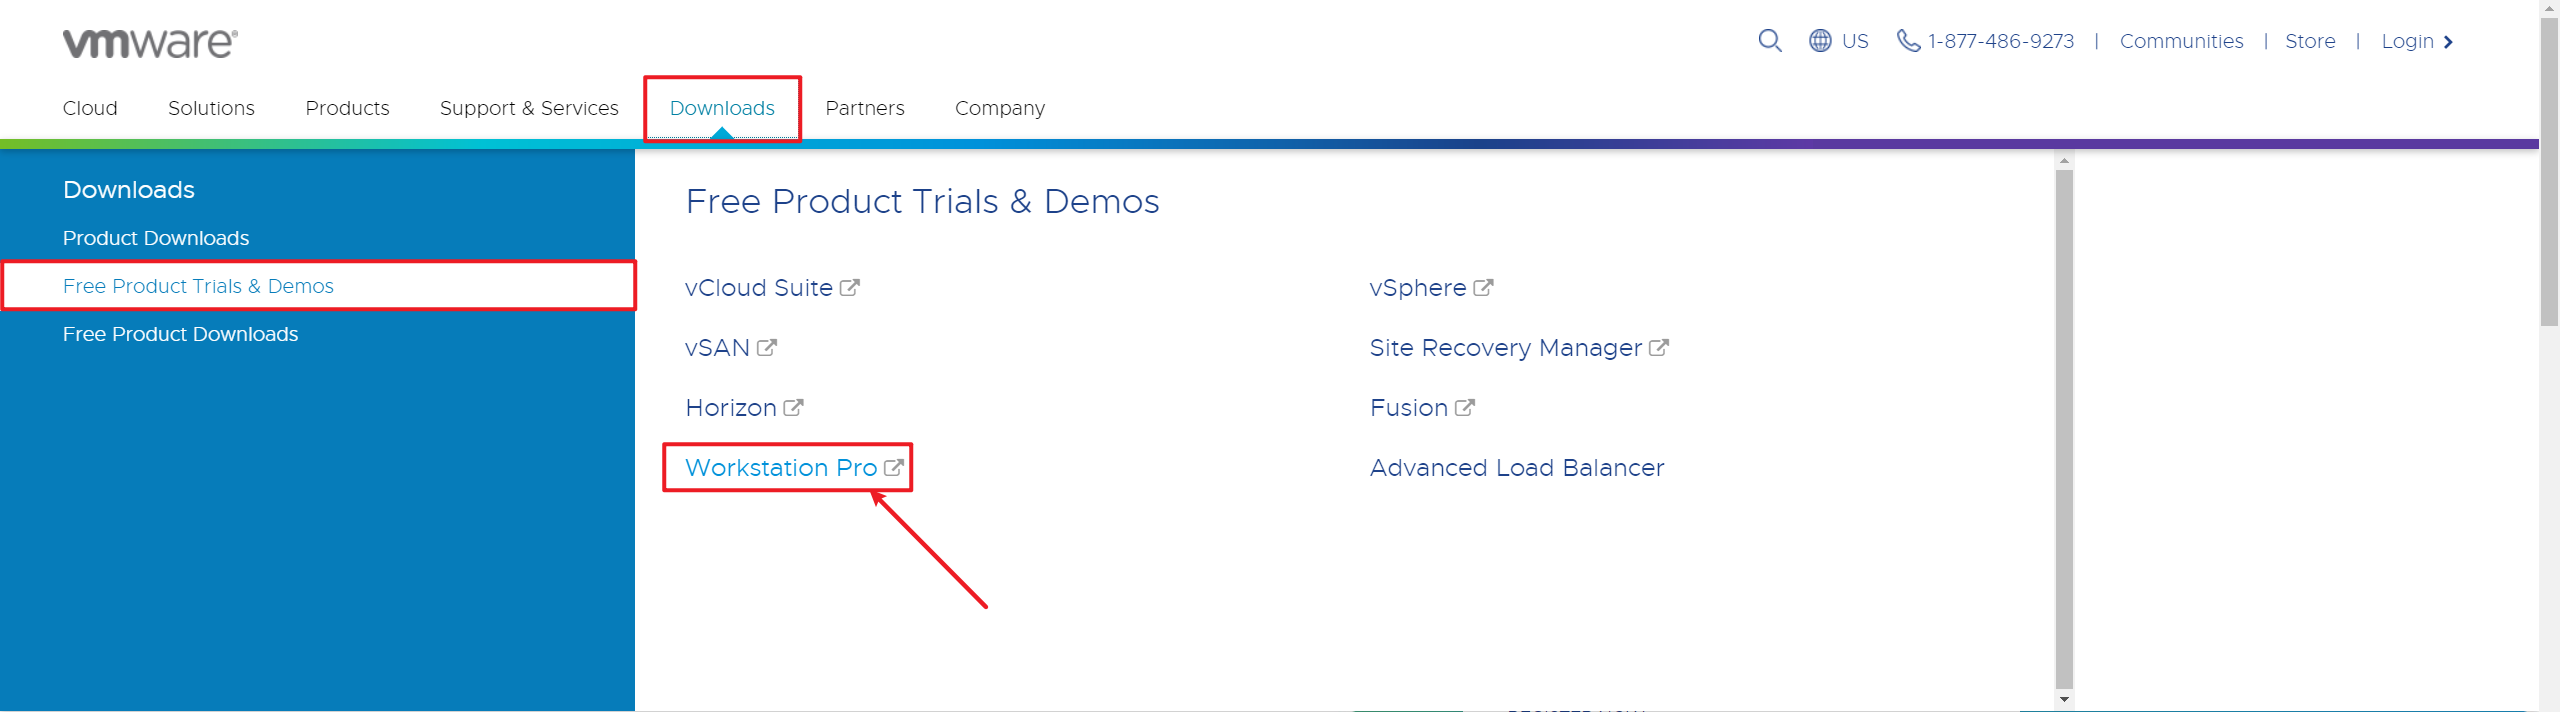 vmware®
US 1-877-486-9273 | Communities | Store | Login
Cloud Solutions Products Support & Services Downloads Partners Company
Downloads
Product Downloads
Free Product Trials & Demos
Free Product Downloads
Free Product Trials & Demos
vCloud Suite vSphere
vSAN Site Recovery Manager
Horizon Fusion
Workstation Pro Advanced Load Balancer